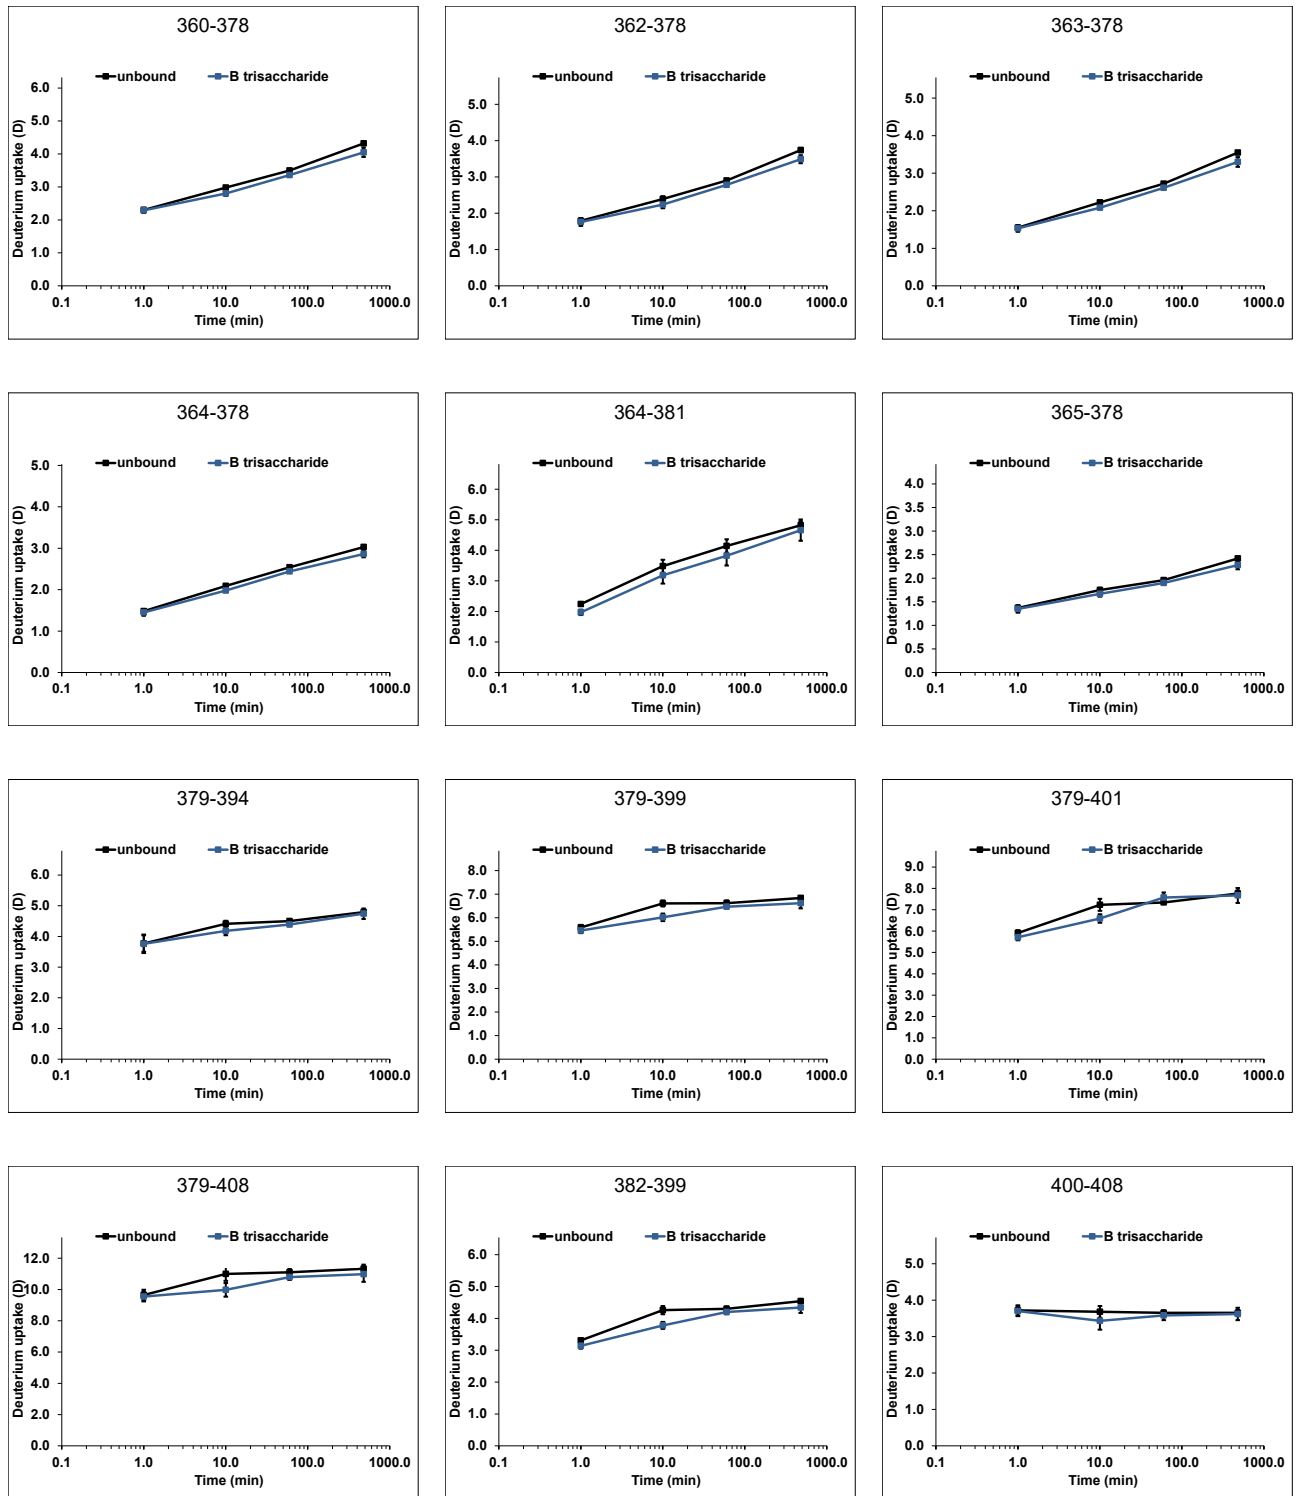 360-378
unbound B trisaccharide
Deuterium uptake (D)
6.0
5.0
4.0
3.0
2.0
1.0
0.0
0.1 1.0 10.0 100.0 1000.0
Time (min)
362-378
unbound B trisaccharide
Deuterium uptake (D)
5.0
4.0
3.0
2.0
1.0
0.0
0.1 1.0 10.0 100.0 1000.0
Time (min)
363-378
unbound B trisaccharide
Deuterium uptake (D)
5.0
4.0
3.0
2.0
1.0
0.0
0.1 1.0 10.0 100.0 1000.0
Time (min)
364-378
unbound B trisaccharide
Deuterium uptake (D)
5.0
4.0
3.0
2.0
1.0
0.0
0.1 1.0 10.0 100.0 1000.0
Time (min)
364-381
unbound B trisaccharide
Deuterium uptake (D)
6.0
5.0
4.0
3.0
2.0
1.0
0.0
0.1 1.0 10.0 100.0 1000.0
Time (min)
365-378
unbound B trisaccharide
Deuterium uptake (D)
4.0
3.5
3.0
2.5
2.0
1.5
1.0
0.5
0.0
0.1 1.0 10.0 100.0 1000.0
Time (min)
379-394
unbound B trisaccharide
Deuterium uptake (D)
6.0
5.0
4.0
3.0
2.0
1.0
0.0
0.1 1.0 10.0 100.0 1000.0
Time (min)
379-399
unbound B trisaccharide
Deuterium uptake (D)
8.0
7.0
6.0
5.0
4.0
3.0
2.0
1.0
0.0
0.1 1.0 10.0 100.0 1000.0
Time (min)
379-401
unbound B trisaccharide
Deuterium uptake (D)
9.0
8.0
7.0
6.0
5.0
4.0
3.0
2.0
1.0
0.0
0.1 1.0 10.0 100.0 1000.0
Time (min)
379-408
unbound B trisaccharide
Deuterium uptake (D)
12.0
10.0
8.0
6.0
4.0
2.0
0.0
0.1 1.0 10.0 100.0 1000.0
Time (min)
382-399
unbound B trisaccharide
Deuterium uptake (D)
6.0
5.0
4.0
3.0
2.0
1.0
0.0
0.1 1.0 10.0 100.0 1000.0
Time (min)
400-408
unbound B trisaccharide
Deuterium uptake (D)
5.0
4.0
3.0
2.0
1.0
0.0
0.1 1.0 10.0 100.0 1000.0
Time (min)